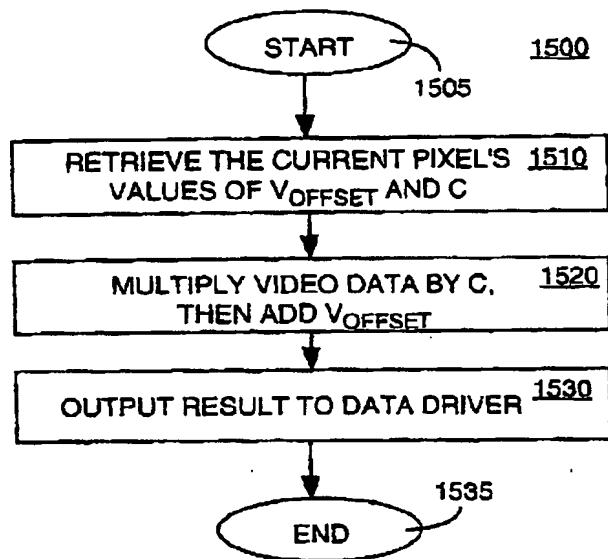 START
1500
1505
RETRIEVE THE CURRENT PIXEL'S 1510
VALUES OF VOFFSET AND C
MULTIPLY VIDEO DATA BY C, 1520
THEN ADD VOFFSET
OUTPUT RESULT TO DATA DRIVER 1530
1535
END